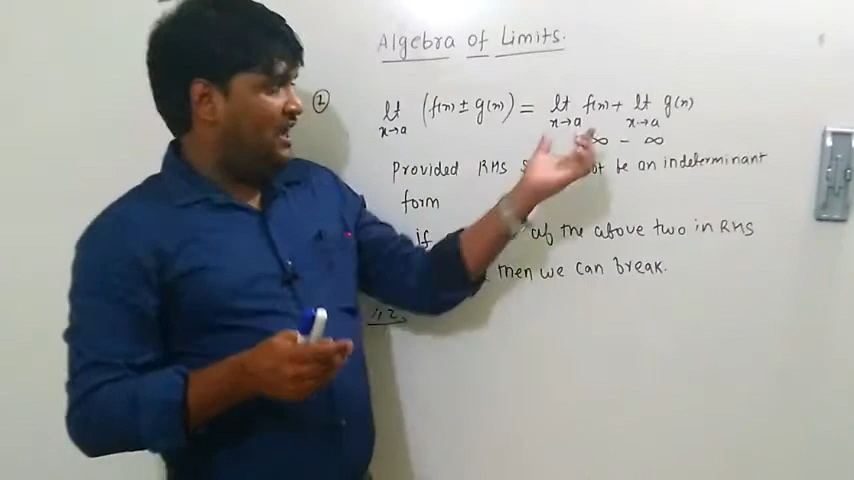 Algebra of Limits.
② lt x→a (f(x) ± g(x)) = lt x→a f(x) + lt x→a g(x)
∞ - ∞
Provided RHS not be an indeterminant
form
if of the above two in RHS
then we can break.